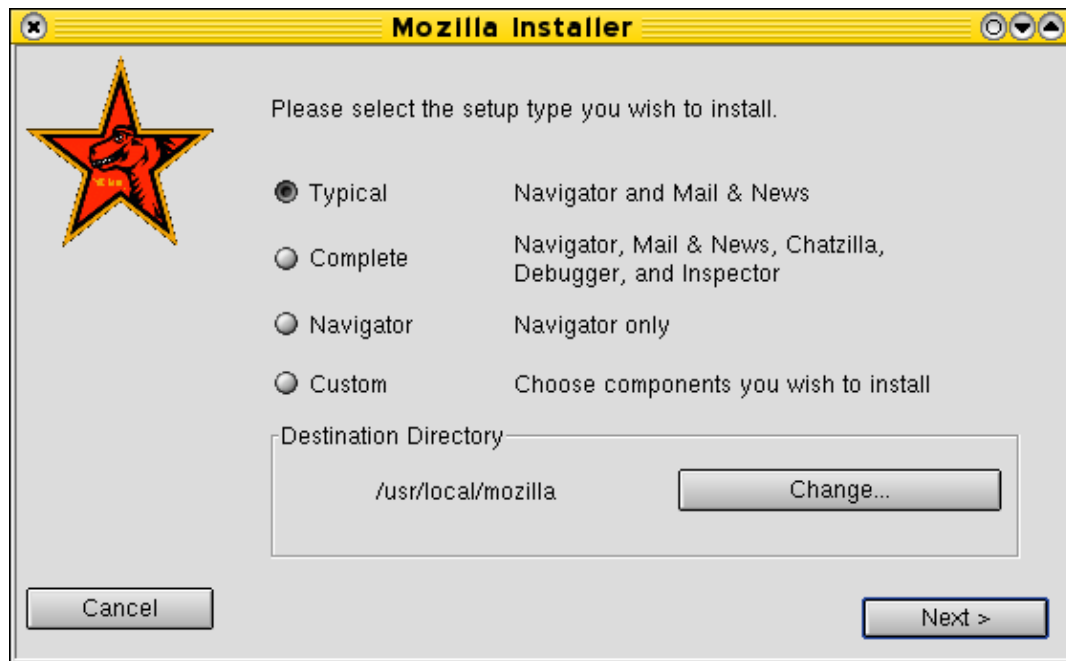 Mozilla Installer
Please select the setup type you wish to install.
Typical Navigator and Mail & News
Complete Navigator, Mail & News, Chatzilla,
Debugger, and Inspector
Navigator Navigator only
Custom Choose components you wish to install
Destination Directory
/usr/local/mozilla Change...
Cancel
Next >